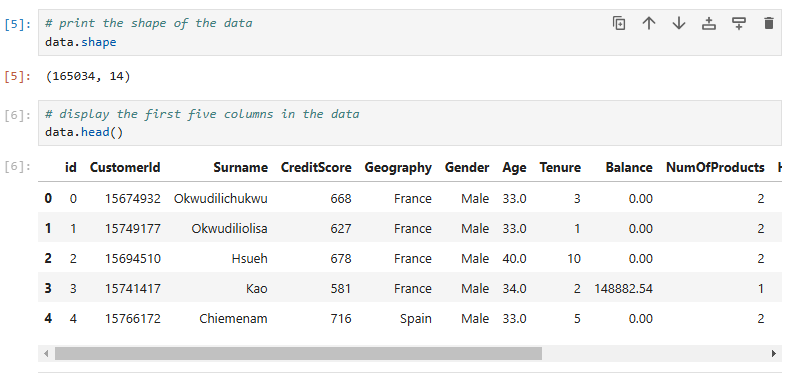 [5]: # print the shape of the data
data.shape
[5]: (165034, 14)
[6]: # display the first five columns in the data
data.head()
[6]: id CustomerId Surname CreditScore Geography Gender Age Tenure Balance NumOfProducts
0 0 15674932 Okwudilichukwu 668 France Male 33.0 3 0.00 2
1 1 15749177 Okwudiliolisa 627 France Male 33.0 1 0.00 2
2 2 15694510 Hsueh 678 France Male 40.0 10 0.00 2
3 3 15741417 Kao 581 France Male 34.0 2 148882.54 1
4 4 15766172 Chiemenam 716 Spain Male 33.0 5 0.00 2